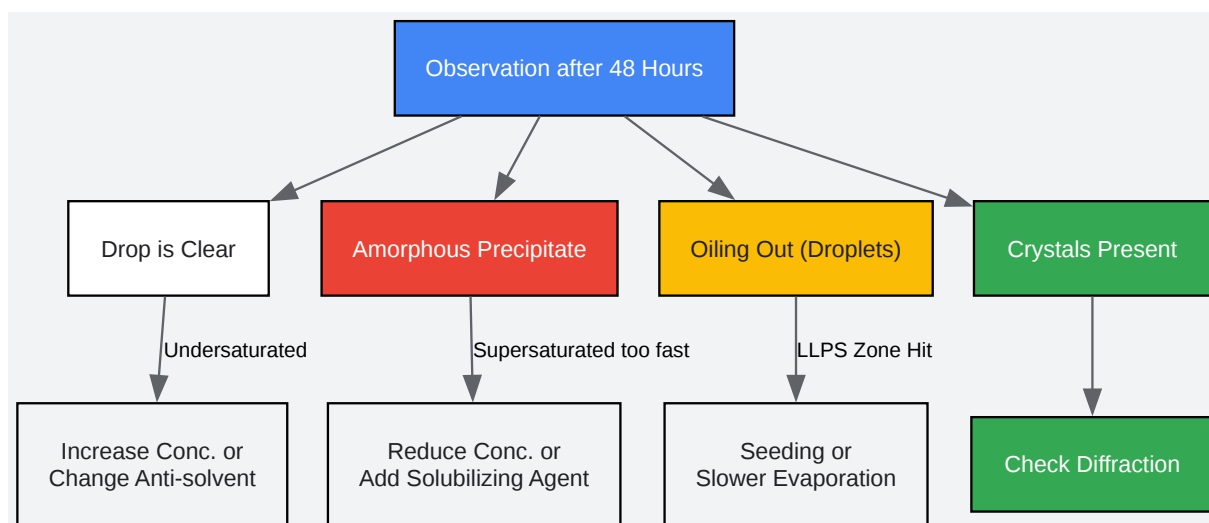 Observation after 48 Hours
Drop is Clear
Amorphous Precipitate
Oiling Out (Droplets)
Crystals Present
Undersaturated
Supersaturated too fast
LLPS Zone Hit
Increase Conc. or
Change Anti-solvent
Reduce Conc. or
Add Solubilizing Agent
Seeding or
Slower Evaporation
Check Diffraction